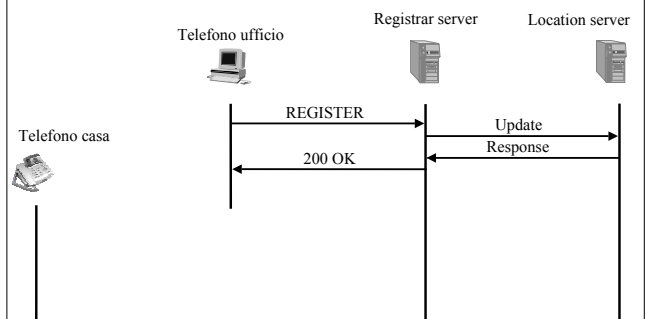 Registrar server
Location server
Telefono ufficio
REGISTER
Update
Telefono casa
Response
200 OK